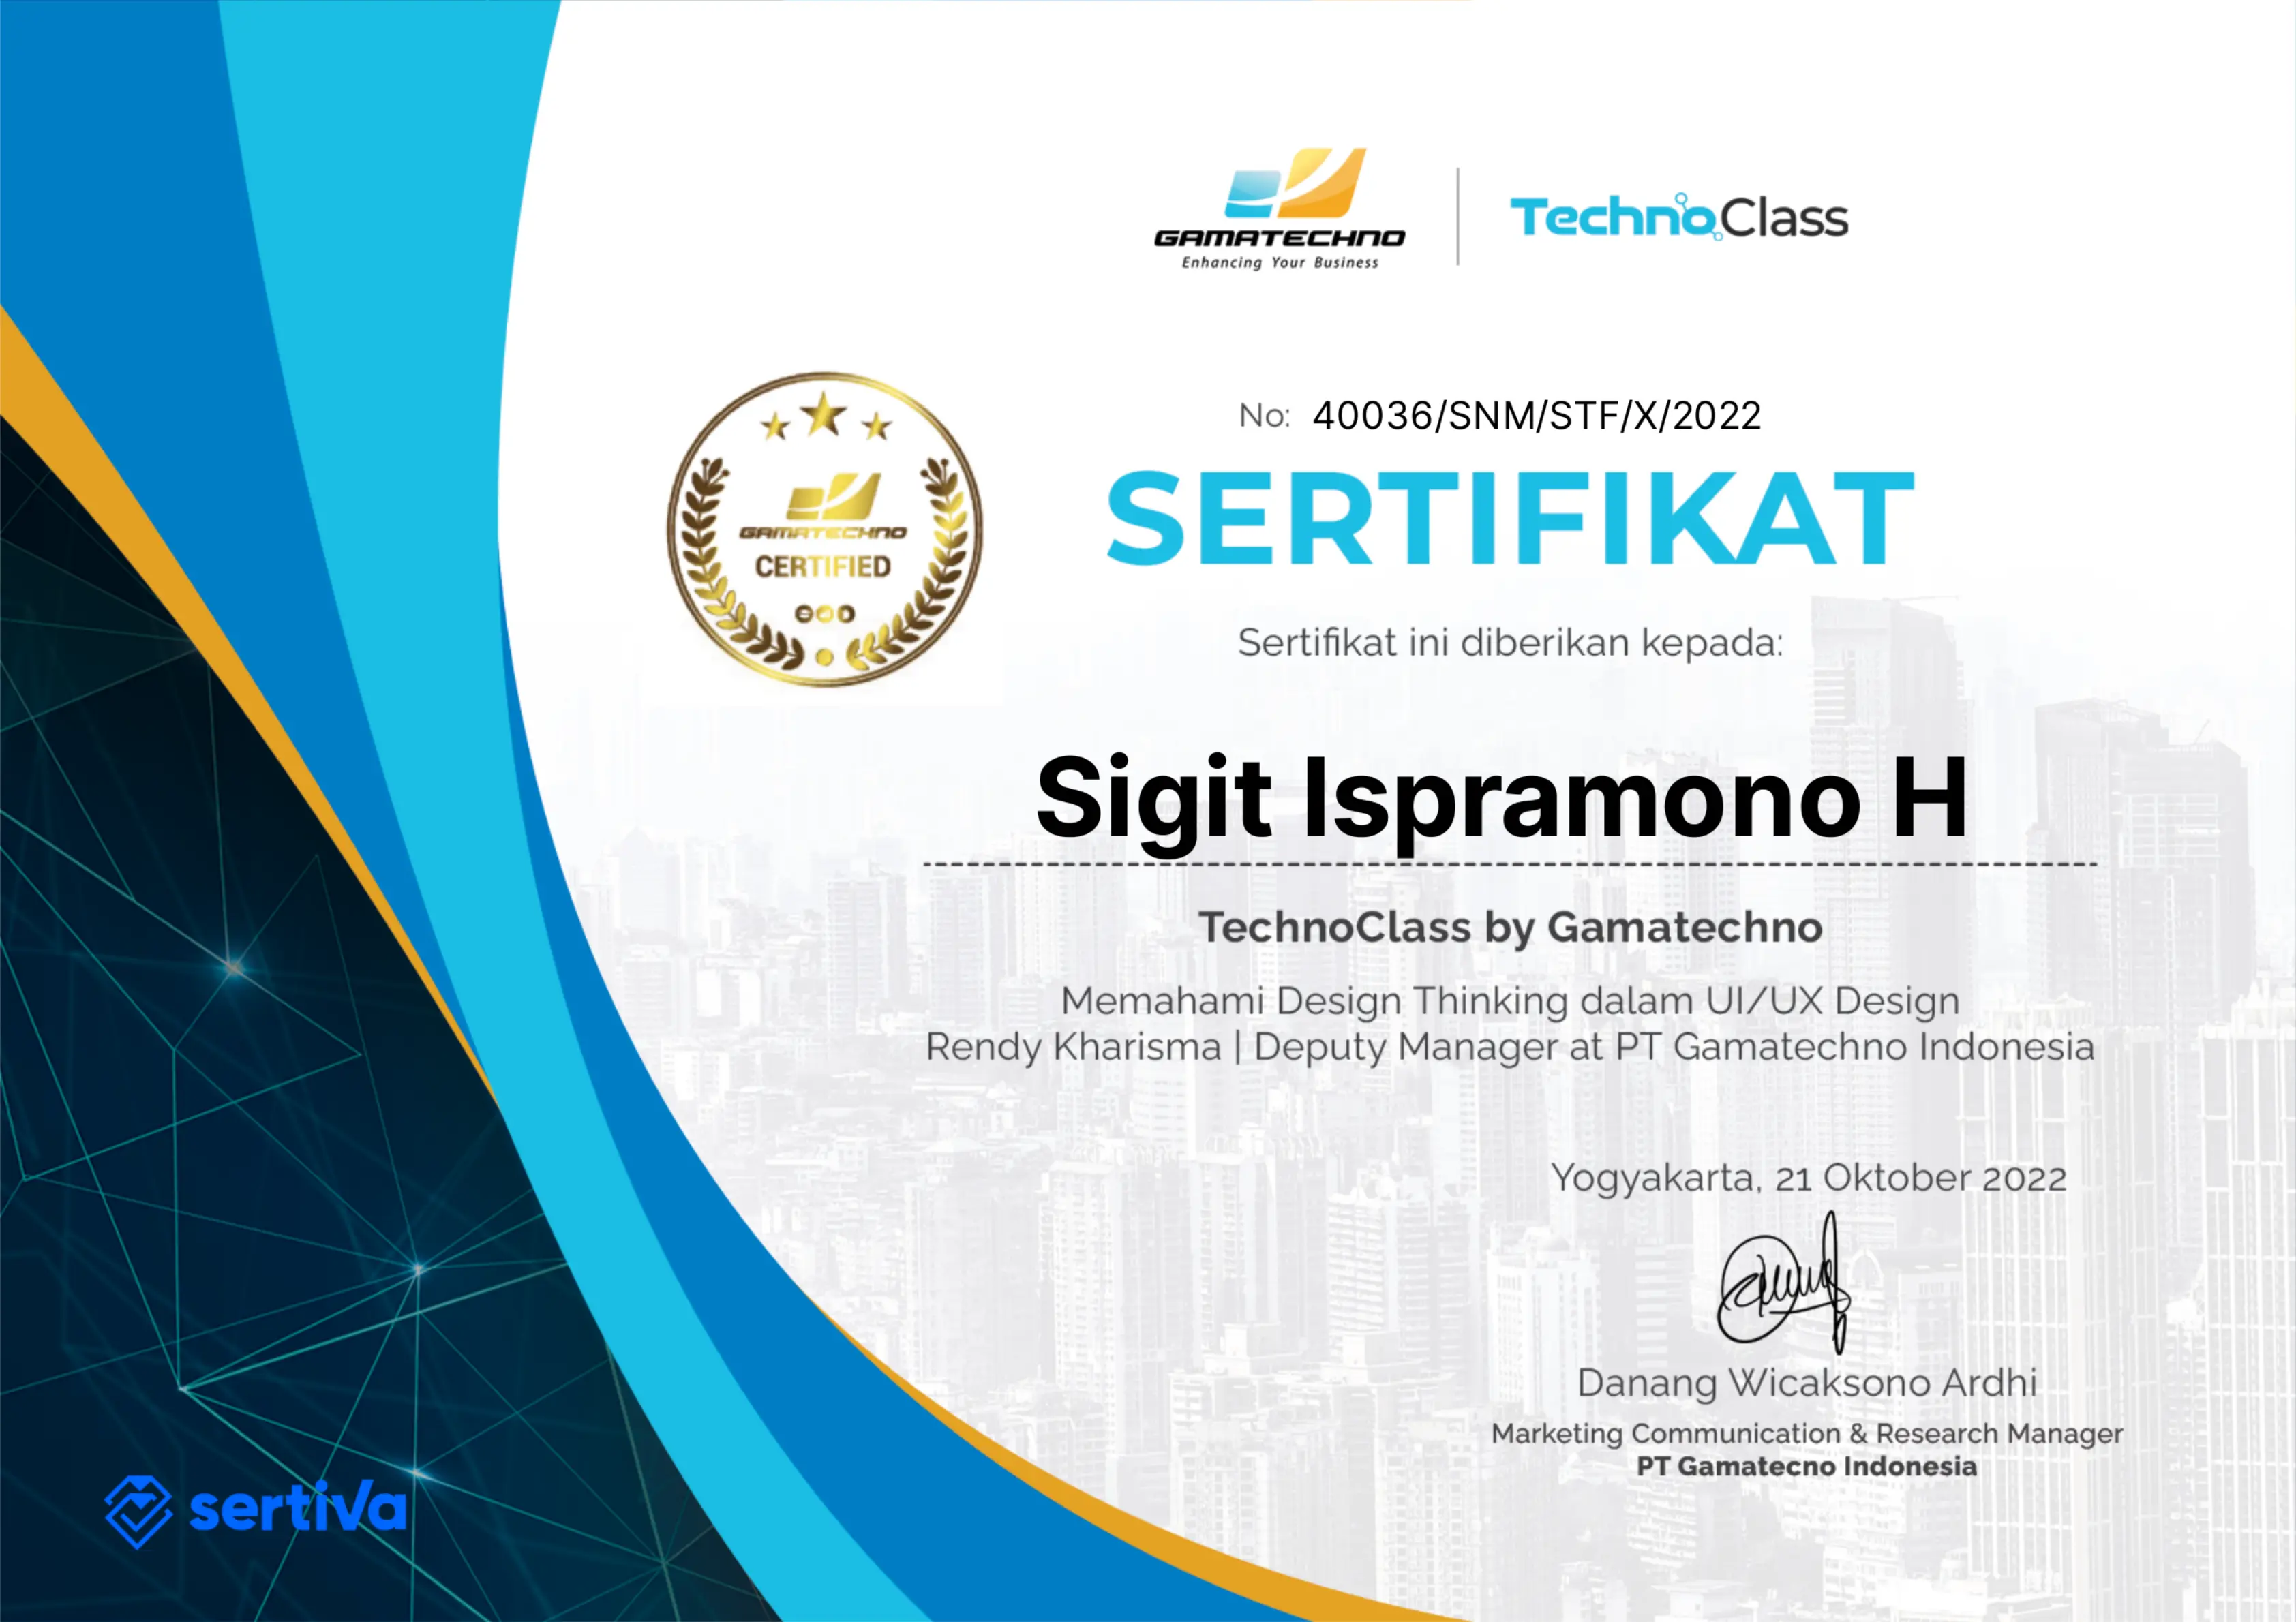 GAMATECHNO
Enhancing Your Business
TechnoClass
No: 40036/SNM/STF/X/2022
SERTIFIKAT
GAMATECHNO
CERTIFIED
Sertifikat ini diberikan kepada:
Sigit Ispramono H
TechnoClass by Gamatechno
Memahami Design Thinking dalam UI/UX Design
Rendy Kharisma | Deputy Manager at PT Gamatechno Indonesia
Yogyakarta, 21 Oktober 2022
Danang Wicaksono Ardhi
Marketing Communication & Research Manager
PT Gamatecno Indonesia
sertiva